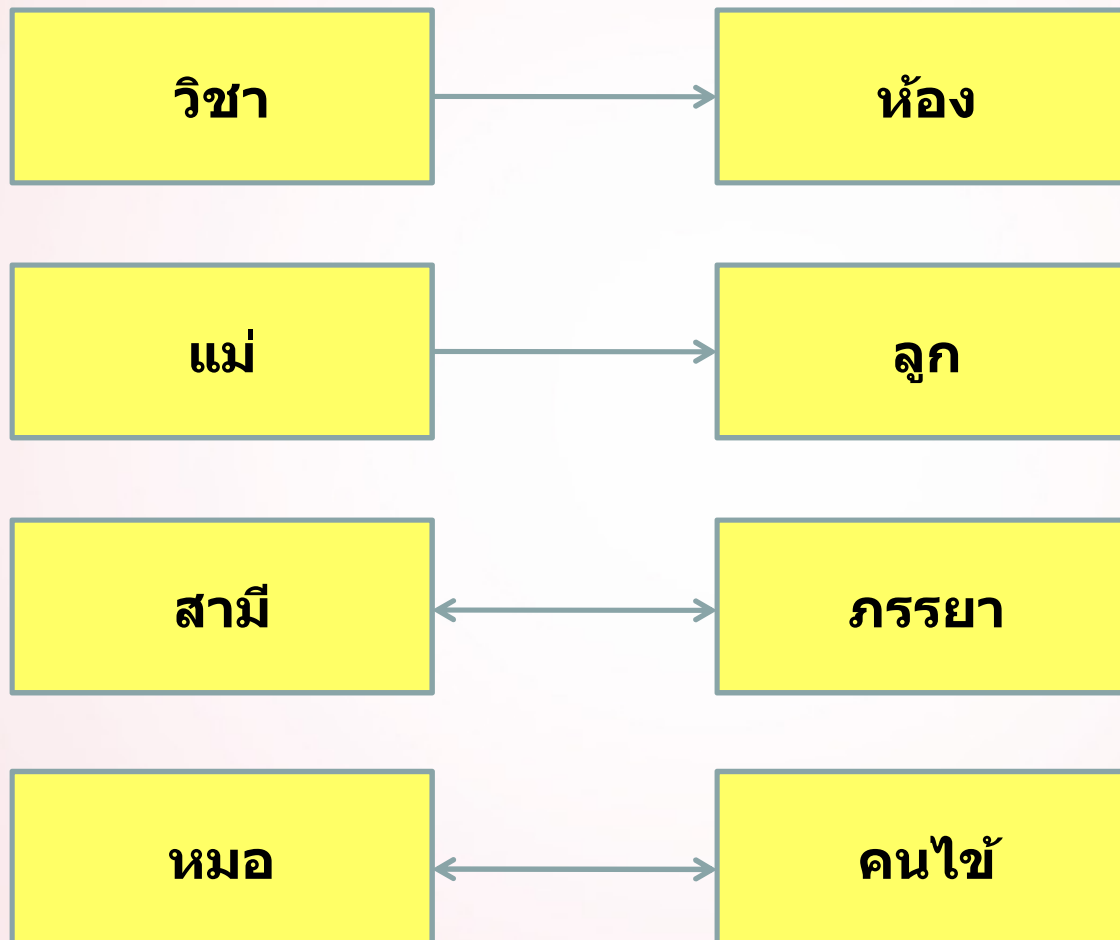 วิชา
ห้อง
แม่
ลูก
สามี
ภรรยา
หมอ
คนไข้